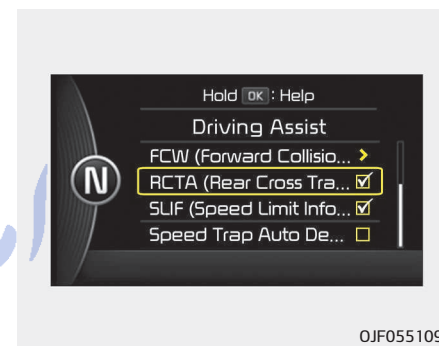 Hold OK : Help
Driving Assist
FCW (Forward Collisio... >
N
RCTA (Rear Cross Tra...
SLIF (Speed Limit Info...
Speed Trap Auto De...
OJF055109